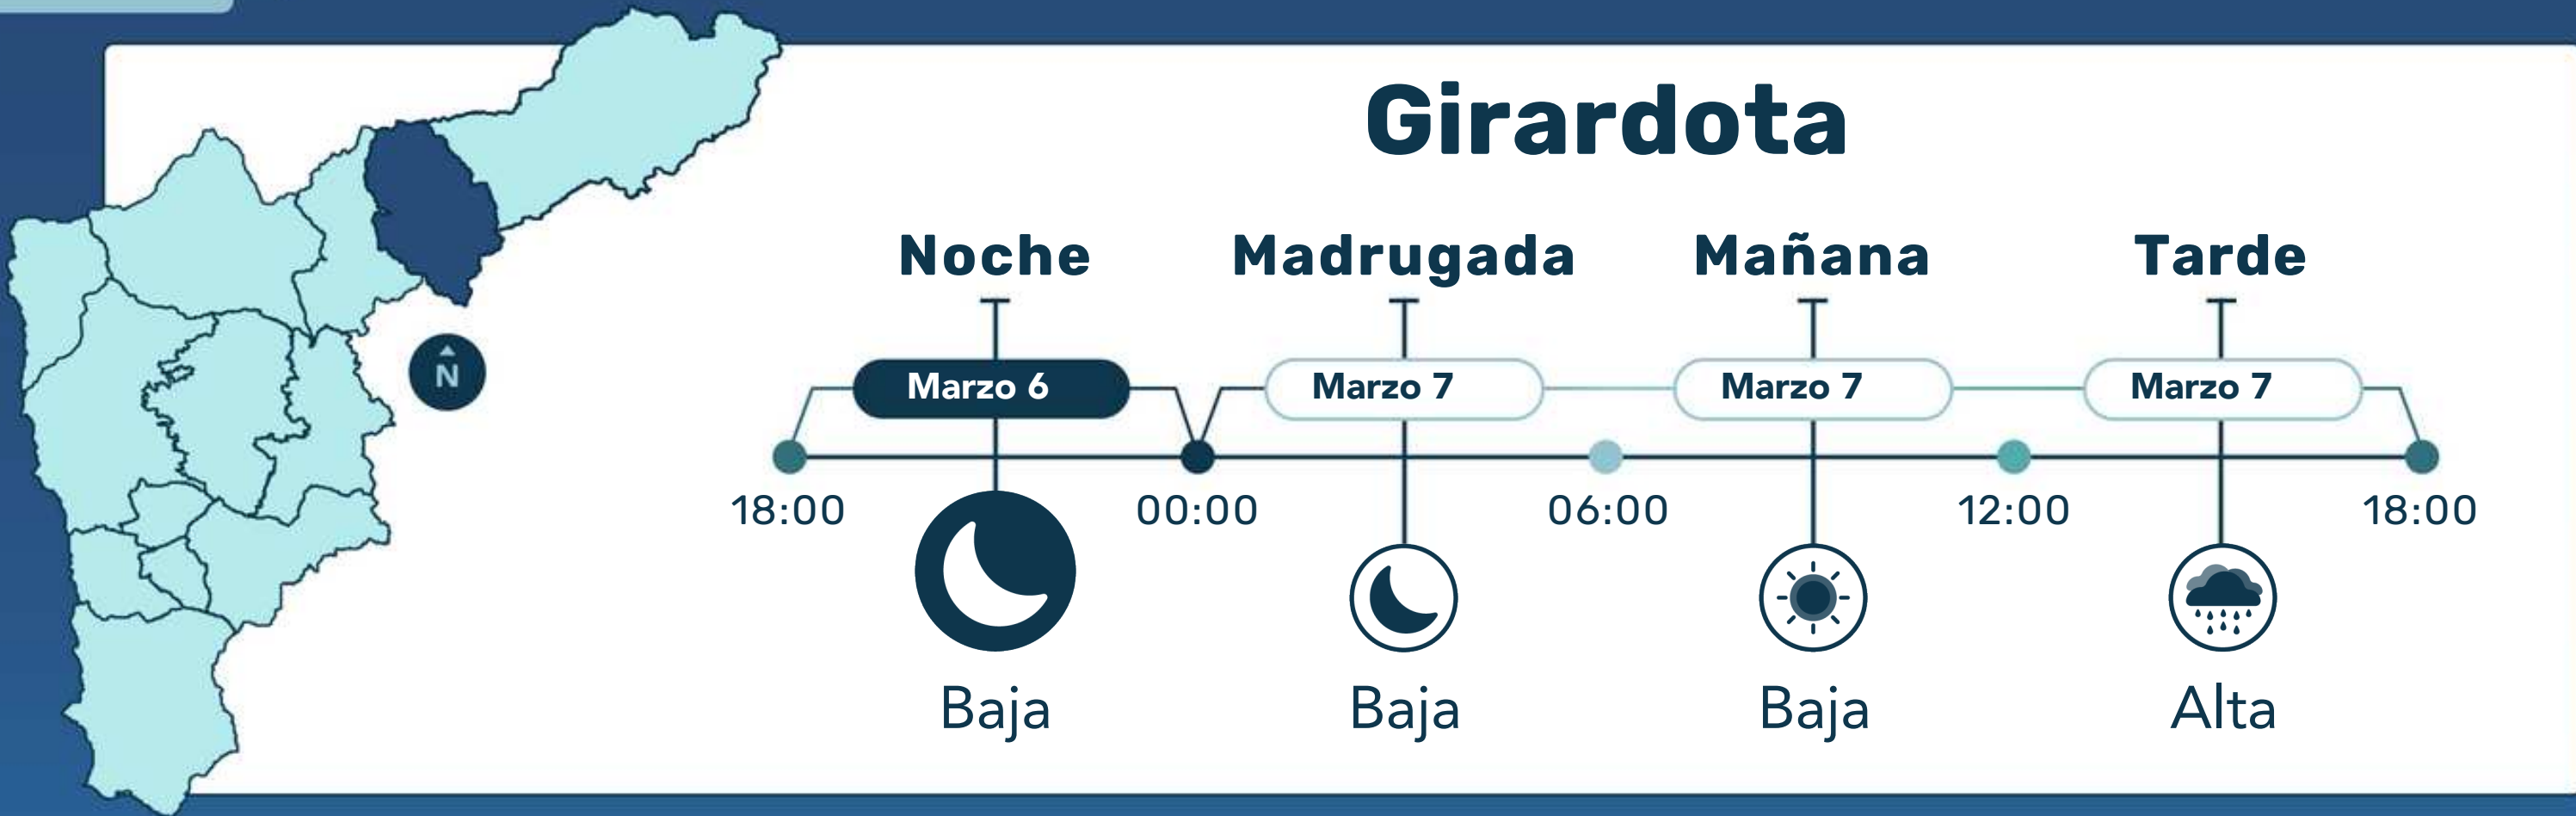 Girardota
Noche Madrugada Mañana Tarde
Marzo 6 Marzo 7 Marzo 7 Marzo 7
N
18:00 00:00 06:00 12:00 18:00
Baja Baja Baja Alta